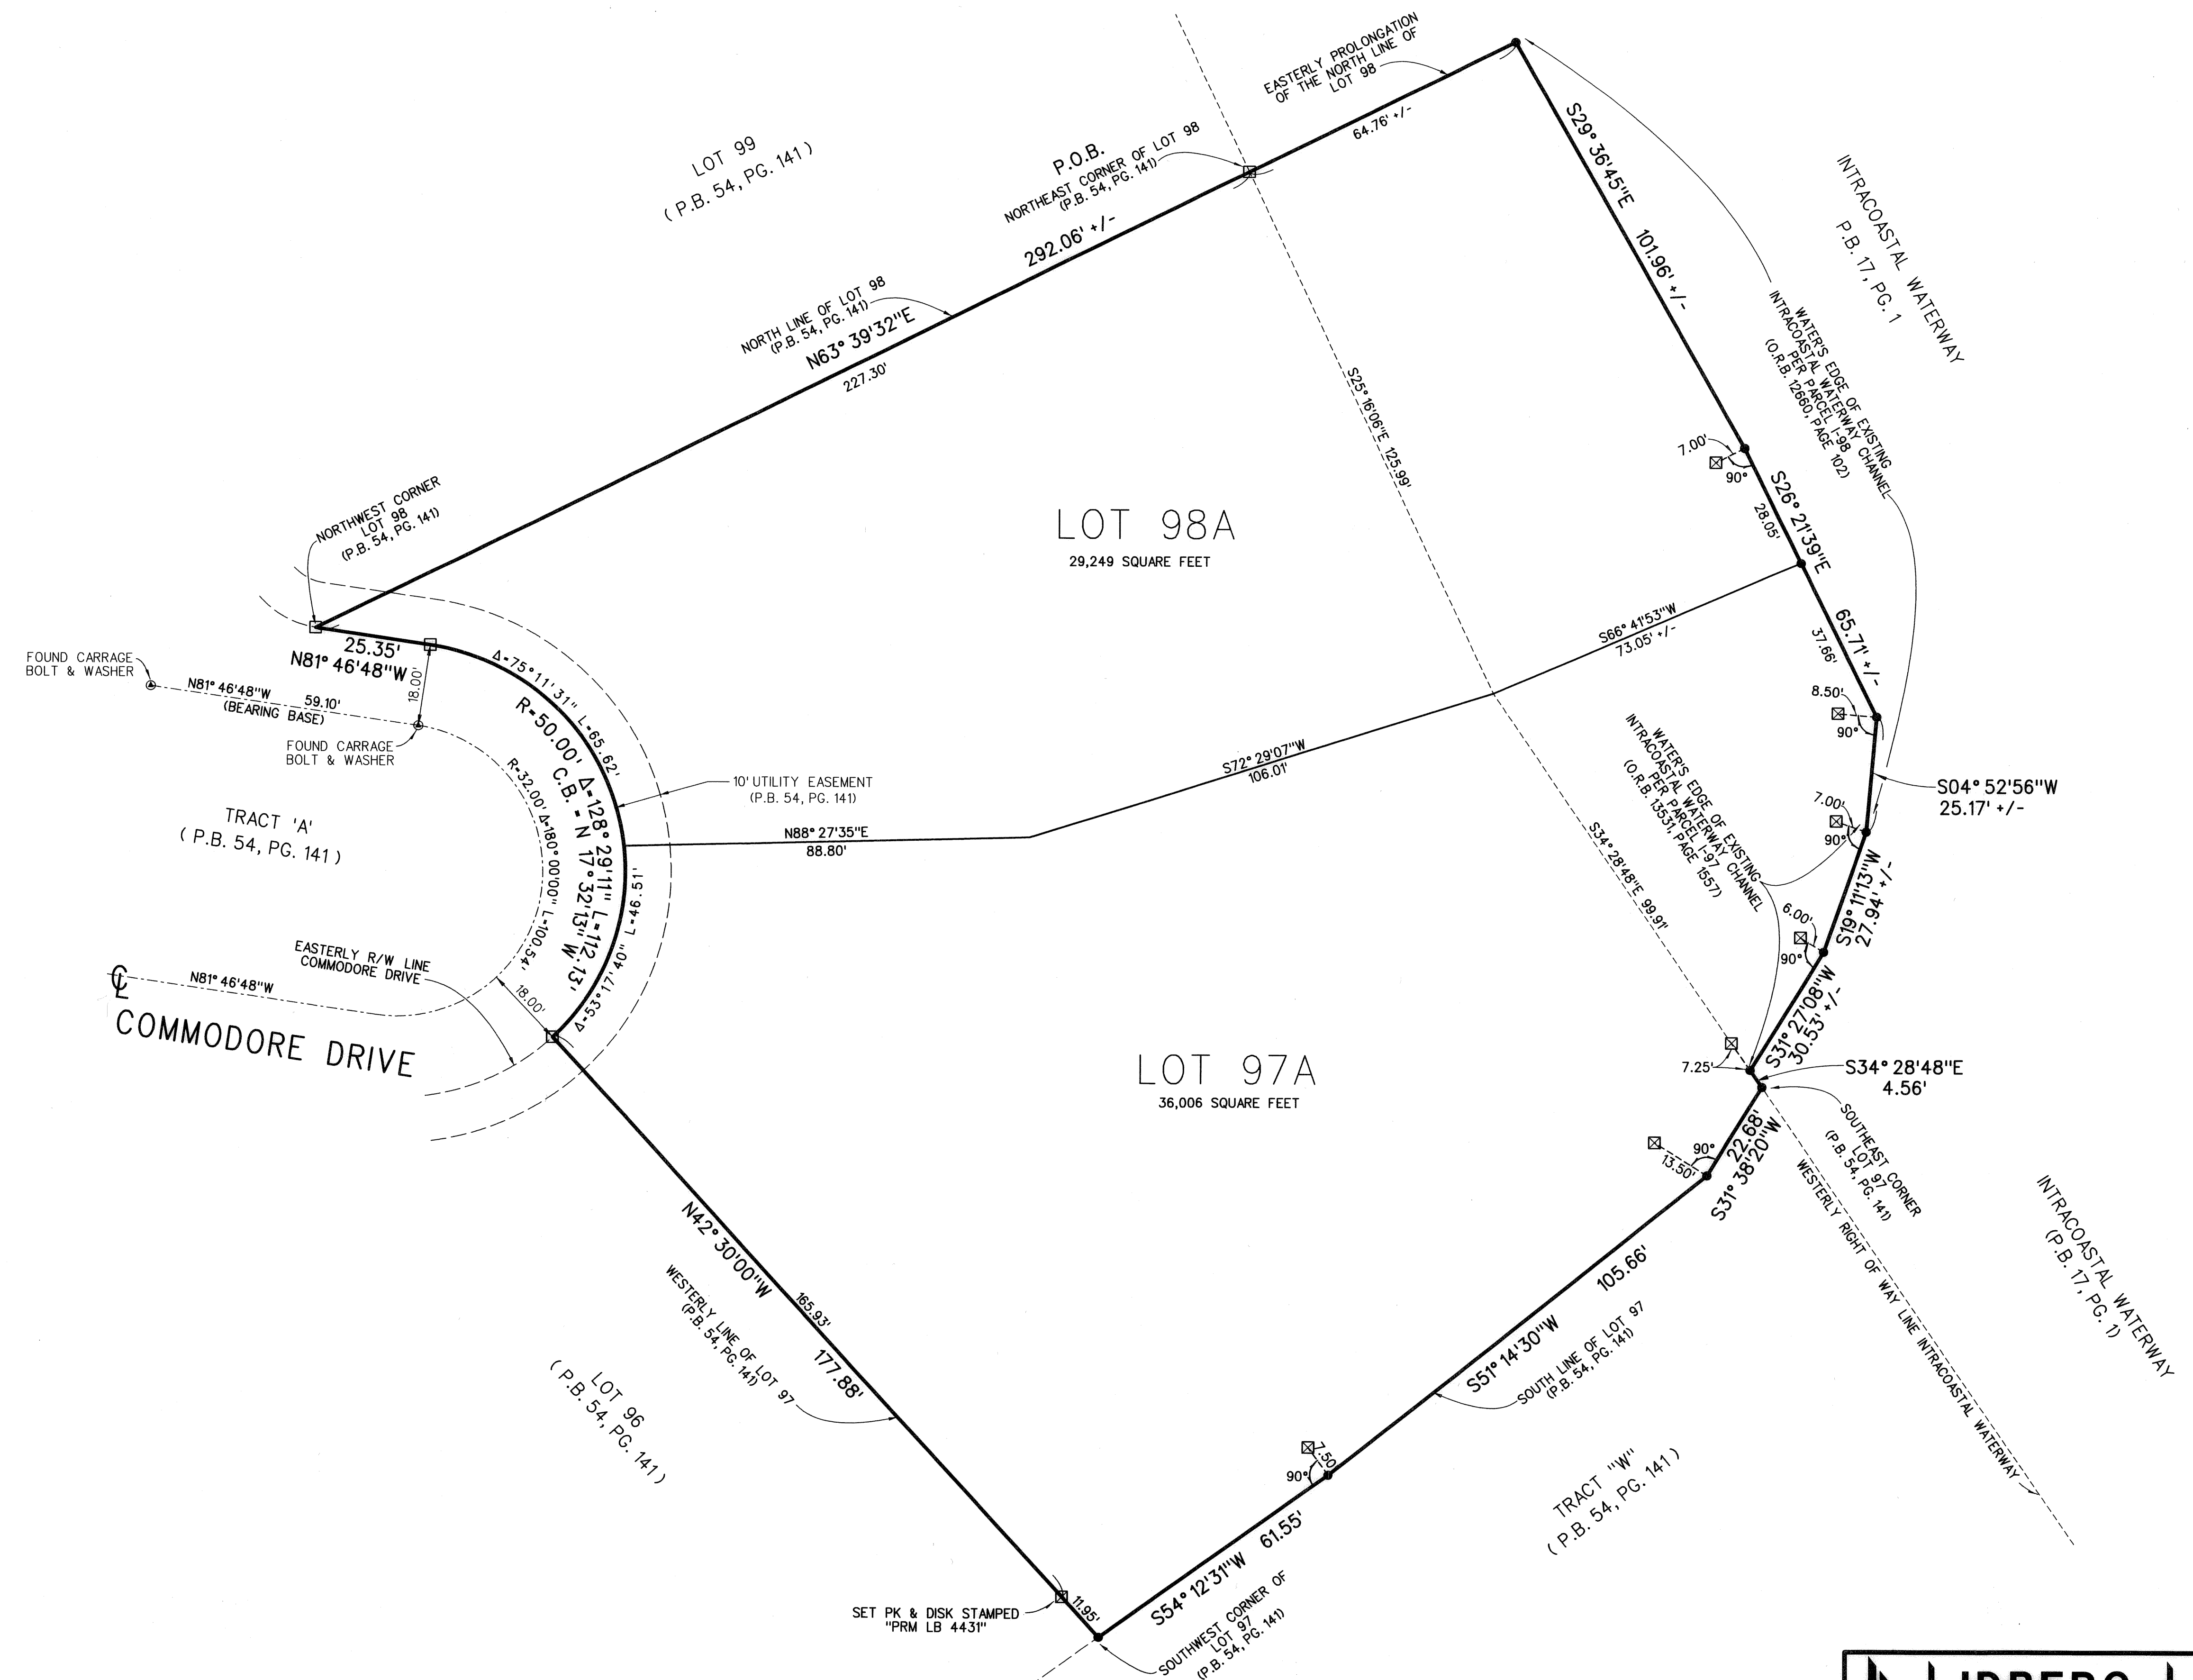 EASTERLY PROLONGATION
OF THE NORTH LINE OF
LOT 98
64.76' +/-
LOT 99
( P.B. 54, PG. 141 )
P.O.B.
NORTHEAST CORNER OF LOT 98
(P.B. 54, PG. 141)
292.06' +/-
NORTH LINE OF LOT 98
(P.B. 54, PG. 141)
N63° 39'32"E
227.30'
S29° 36'45"E 101.96' +/-
INTRACOASTAL WATERWAY
P.B. 17, PG. 1
WATER'S EDGE OF EXISTING
INTRACOASTAL WATERWAY CHANNEL
PER PARCEL I-98
(O.R.B. 12660, PAGE 102)
S25° 16'06"E 125.99'
7.00'
90°
S26° 21'39"E
28.05'
NORTHWEST CORNER
LOT 98
(P.B. 54, PG. 141)
LOT 98A
29,249 SQUARE FEET
S66° 41'53"W
73.05' +/-
65.71' +/-
37.66'
8.50'
90°
25.35'
N81° 46'48"W
FOUND CARRAGE
BOLT & WASHER
N81° 46'48"W 59.10'
(BEARING BASE)
18.00'
FOUND CARRAGE
BOLT & WASHER
Δ=75° 11'31" L=65.62'
R=50.00' Δ=128° 29'11" L=112.13'
C.B. = N 17° 32'13" W
R=32.00' Δ=180° 00'00" L=100.54'
Δ=53° 17'40" L=46.51'
10' UTILITY EASEMENT
(P.B. 54, PG. 141)
S72° 29'07"W
106.01'
N88° 27'35"E
88.80'
WATER'S EDGE OF EXISTING
INTRACOASTAL WATERWAY CHANNEL
PER PARCEL I-97
(O.R.B. 13531, PAGE 1557)
S04° 52'56"W
25.17' +/-
7.00'
90°
TRACT 'A'
( P.B. 54, PG. 141 )
S34° 28'48"E 99.91'
S19° 11'13"W
27.94' +/-
6.00'
90°
EASTERLY R/W LINE
COMMODORE DRIVE
CL
N81° 46'48"W
COMMODORE DRIVE
18.00'
S31° 27'08"W
30.53' +/-
7.25'
S34° 28'48"E
4.56'
LOT 97A
36,006 SQUARE FEET
SOUTHEAST CORNER
LOT 97
(P.B. 54, PG. 141)
90°
13.50'
22.68'
S31° 38'20"W
WESTERLY RIGHT OF WAY LINE INTRACOASTAL WATERWAY
INTRACOASTAL WATERWAY
(P.B. 17, PG. 1)
N42° 30'00"W 177.88'
165.93'
WESTERLY LINE OF LOT 97
(P.B. 54, PG. 141)
S51° 14'30"W 105.66'
SOUTH LINE OF LOT 97
(P.B. 54, PG. 141)
LOT 96
( P.B. 54, PG. 141 )
7.50
90°
TRACT "W"
( P.B. 54, PG. 141 )
S54° 12'31"W 61.55'
SET PK & DISK STAMPED
"PRM LB 4431"
11.95'
SOUTHWEST CORNER OF
LOT 97
(P.B. 54, PG. 141)
LIDBERG